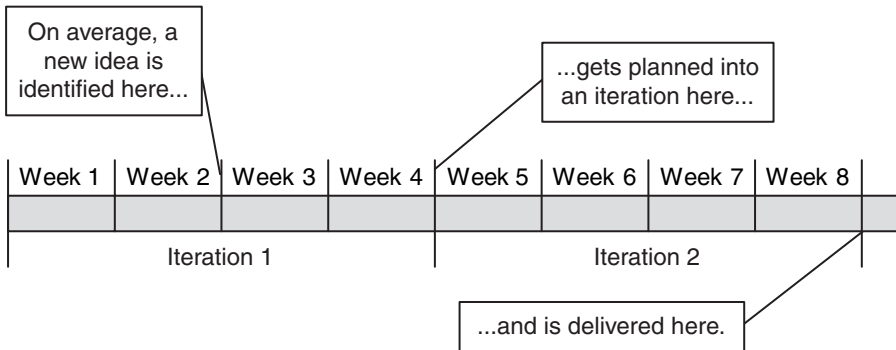 On average, a
new idea is
identified here...
...gets planned into
an iteration here...
Week 1 Week 2 Week 3 Week 4 Week 5 Week 6 Week 7 Week 8
Iteration 1 Iteration 2
...and is delivered here.